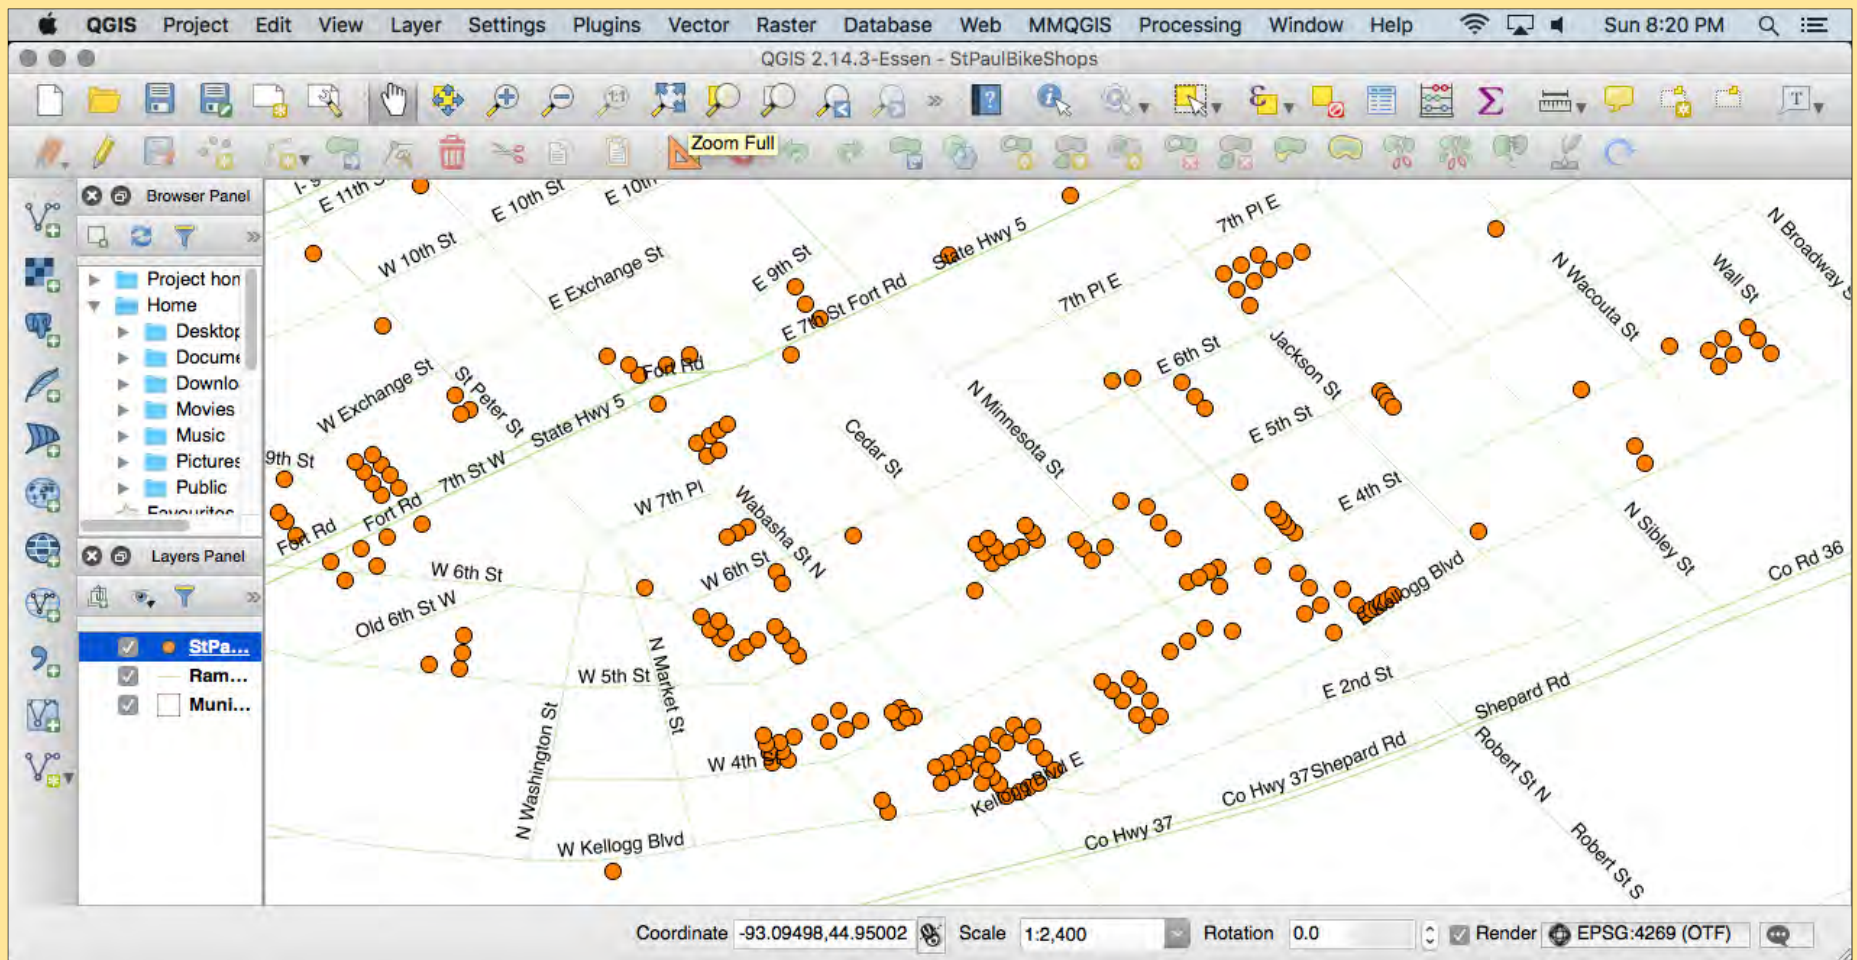 QGIS Project Edit View Layer Settings Plugins Vector Raster Database Web MMQGIS Processing Window Help Sun 8:20 PM
QGIS 2.14.3-Essen - StPaulBikeShops
Zoom Full
Browser Panel
Project hon
Home
Desktop
Docume
Downlo
Movies
Music
Pictures
Public
Favourites
Layers Panel
StPa...
Ram...
Muni...
E 11th S
E 10th St
E 10th
W 10th St
E Exchange St
E 9th St
State Hwy 5
E 7th St Fort Rd
7th Pl E
7th Pl E
N Broadway S
Wall St
N Wacouta St
W Exchange St
St Peter St
Fort Rd
State Hwy 5
E 6th St
Jackson St
N Minnesota St
E 5th St
Cedar St
9th St
7th St W
Fort Rd
Fort Rd
W 7th Pl
Wabasha St N
E 4th St
N Sibley St
Co Rd 36
W 6th St
W 6th St
Old 6th St W
E Kellogg Blvd
N Market St
W 5th St
E 2nd St
Shepard Rd
N Washington St
W 4th S
Kellogg Blvd E
Co Hwy 37 Shepard Rd
Robert St N
Co Hwy 37
W Kellogg Blvd
Robert St S
Coordinate -93.09498,44.95002 Scale 1:2,400 Rotation 0.0 Render EPSG:4269 (OTF)